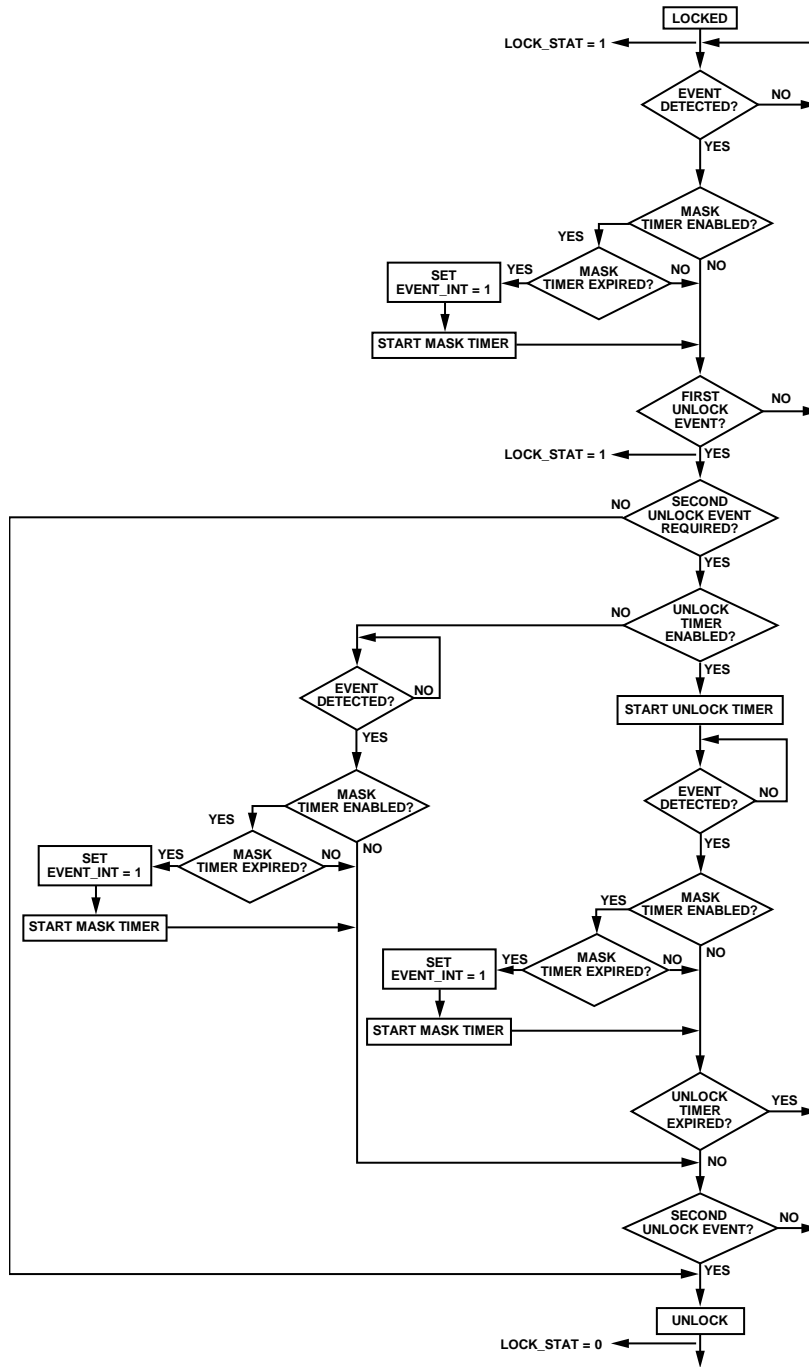 LOCKED
LOCK_STAT = 1
EVENT
DETECTED?
NO
YES
MASK
TIMER ENABLED?
YES
NO
SET
EVENT_INT = 1
YES
MASK
TIMER EXPIRED?
NO
START MASK TIMER
FIRST
UNLOCK
EVENT?
NO
YES
LOCK_STAT = 1
NO
SECOND
UNLOCK EVENT
REQUIRED?
YES
NO
UNLOCK
TIMER
ENABLED?
YES
EVENT
DETECTED?
NO
YES
START UNLOCK TIMER
EVENT
DETECTED?
NO
YES
MASK
TIMER ENABLED?
YES
NO
SET
EVENT_INT = 1
YES
MASK
TIMER EXPIRED?
NO
START MASK TIMER
MASK
TIMER ENABLED?
YES
NO
SET
EVENT_INT = 1
YES
MASK
TIMER EXPIRED?
NO
START MASK TIMER
UNLOCK
TIMER
EXPIRED?
YES
NO
SECOND
UNLOCK EVENT?
NO
YES
UNLOCK
LOCK_STAT = 0